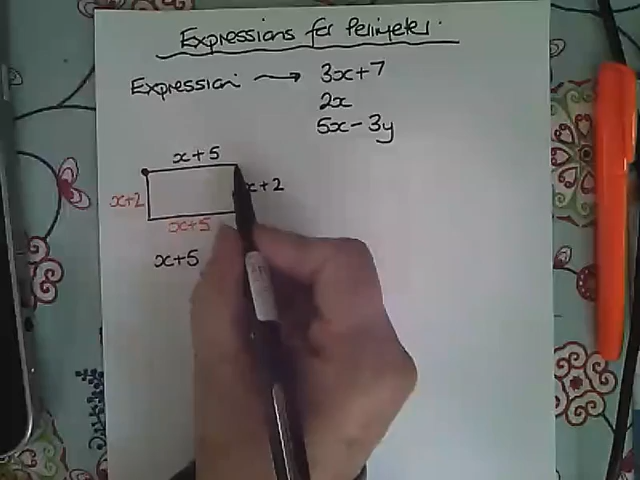 Expressions for Perimeter.
Expression → 3x+7
2x
5x-3y
x+5
x+2
x+2
x+5
x+5